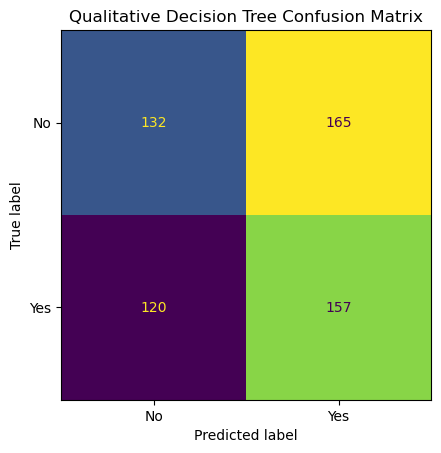 Qualitative Decision Tree Confusion Matrix
No
132
165
True label
Yes
120
157
No
Yes
Predicted label